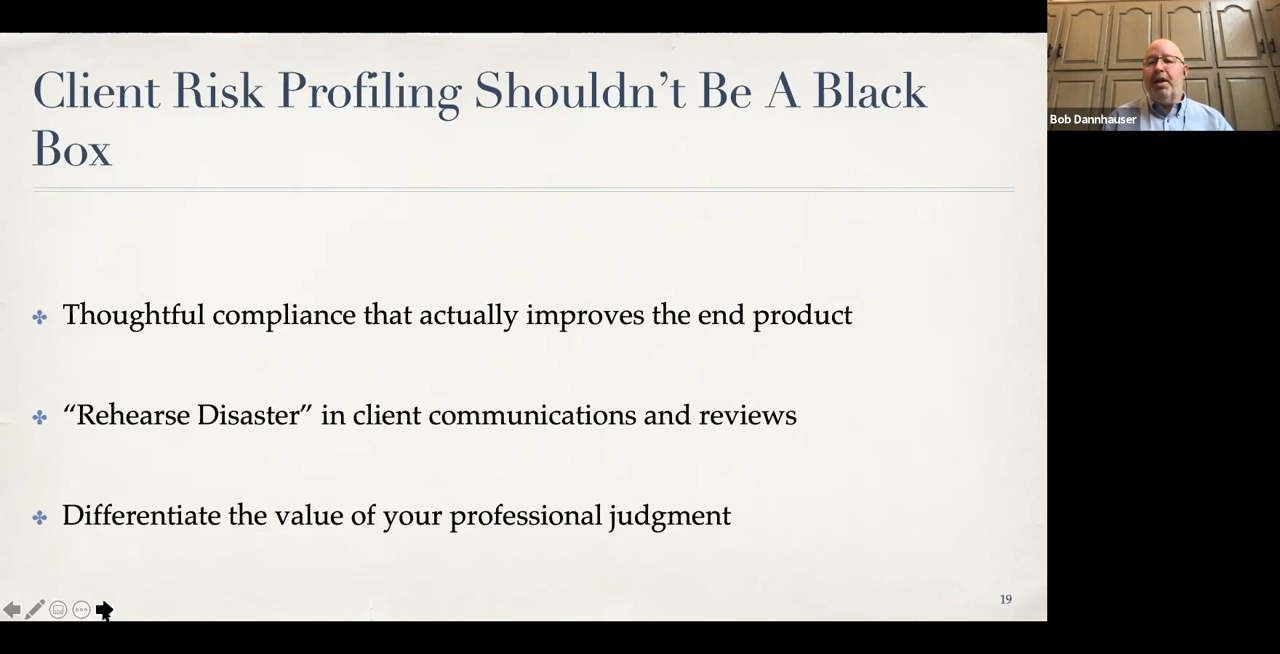 Client Risk Profiling Shouldn’t Be A Black
Box
Thoughtful compliance that actually improves the end product
“Rehearse Disaster” in client communications and reviews
Differentiate the value of your professional judgment
19
Bob Dannhauser